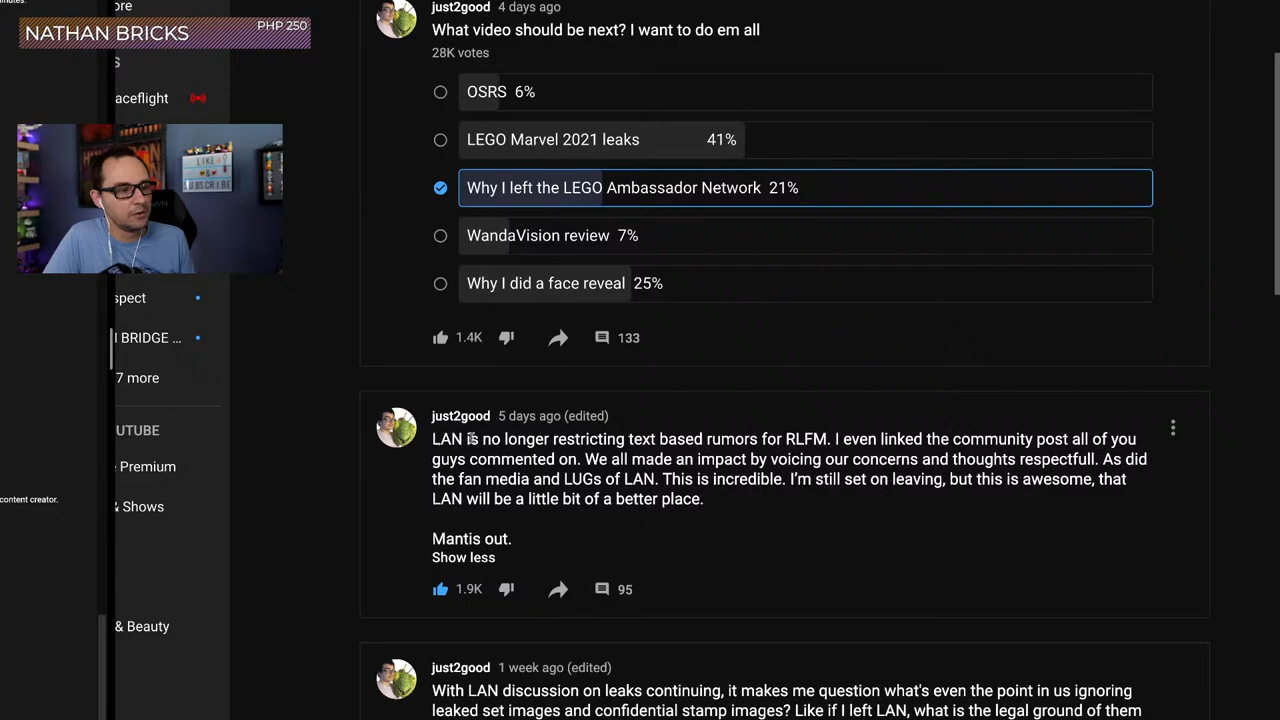 minutes.
ore
NATHAN BRICKS
PHP 250
S
aceflight
LIKE
&
SUBSCRIBE
spect
I BRIDGE ...
7 more
OUTUBE
e Premium
content creator.
& Shows
& Beauty
just2good 4 days ago
What video should be next? I want to do em all
28K votes
OSRS 6%
LEGO Marvel 2021 leaks 41%
Why I left the LEGO Ambassador Network 21%
WandaVision review 7%
Why I did a face reveal 25%
1.4K 133
just2good 5 days ago (edited)
LAN is no longer restricting text based rumors for RLFM. I even linked the community post all of you
guys commented on. We all made an impact by voicing our concerns and thoughts respectfull. As did
the fan media and LUGs of LAN. This is incredible. I'm still set on leaving, but this is awesome, that
LAN will be a little bit of a better place.
Mantis out.
Show less
1.9K 95
just2good 1 week ago (edited)
With LAN discussion on leaks continuing, it makes me question what's even the point in us ignoring
leaked set images and confidential stamp images? Like if I left LAN, what is the legal ground of them